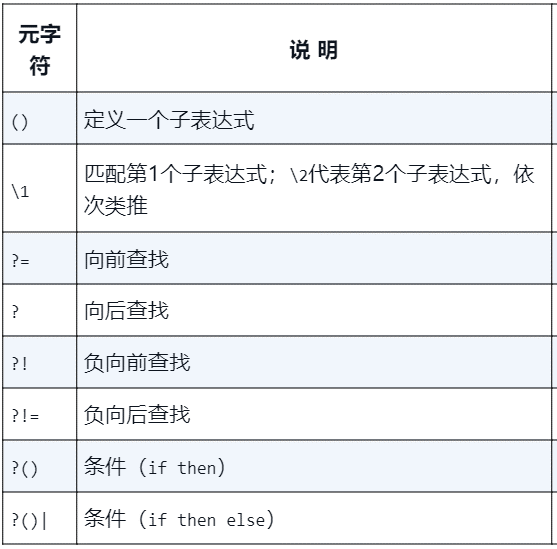 元字
符
说 明
()
定义一个子表达式
\1
匹配第1个子表达式；\2代表第2个子表达式，依
次类推
?=
向前查找
?
向后查找
?!
负向前查找
?!=
负向后查找
?()
条件（if then）
?()|
条件（if then else）